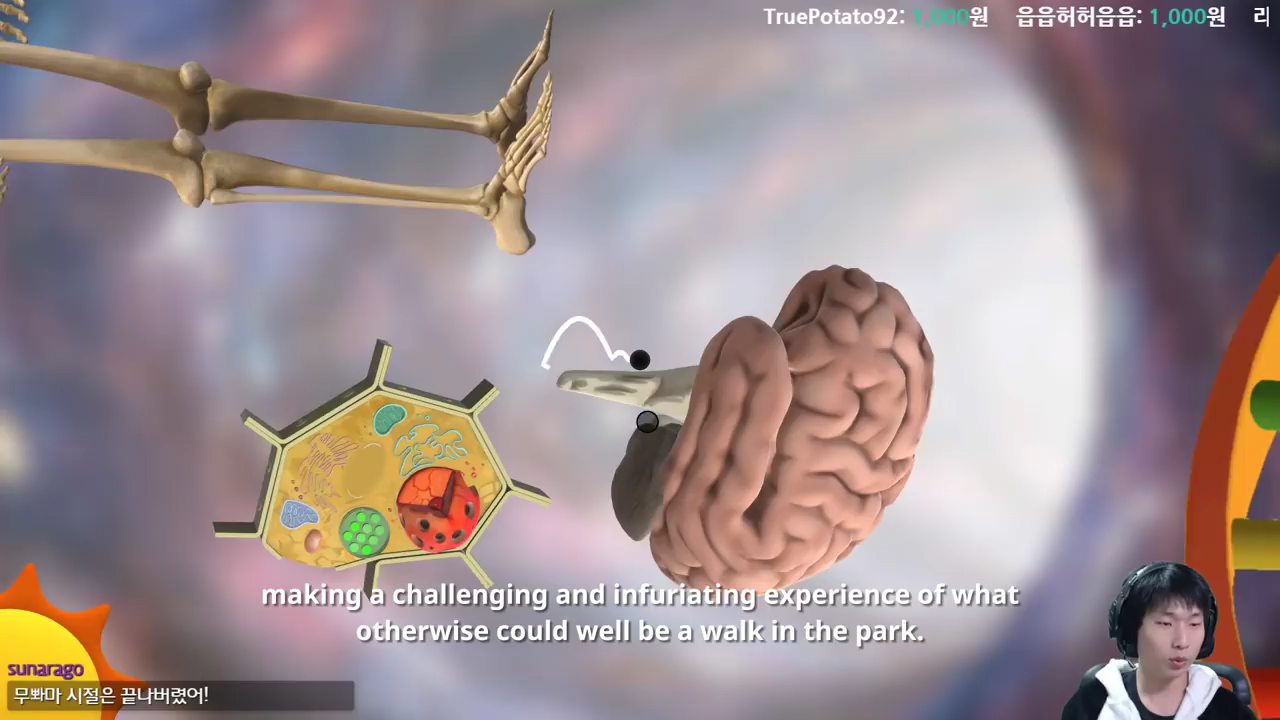 TruePotato92: 1,000원 읍읍허허읍읍: 1,000원 리
making a challenging and infuriating experience of what
otherwise could well be a walk in the park.
sunarago
무뽜마 시절은 끝나버렸어!